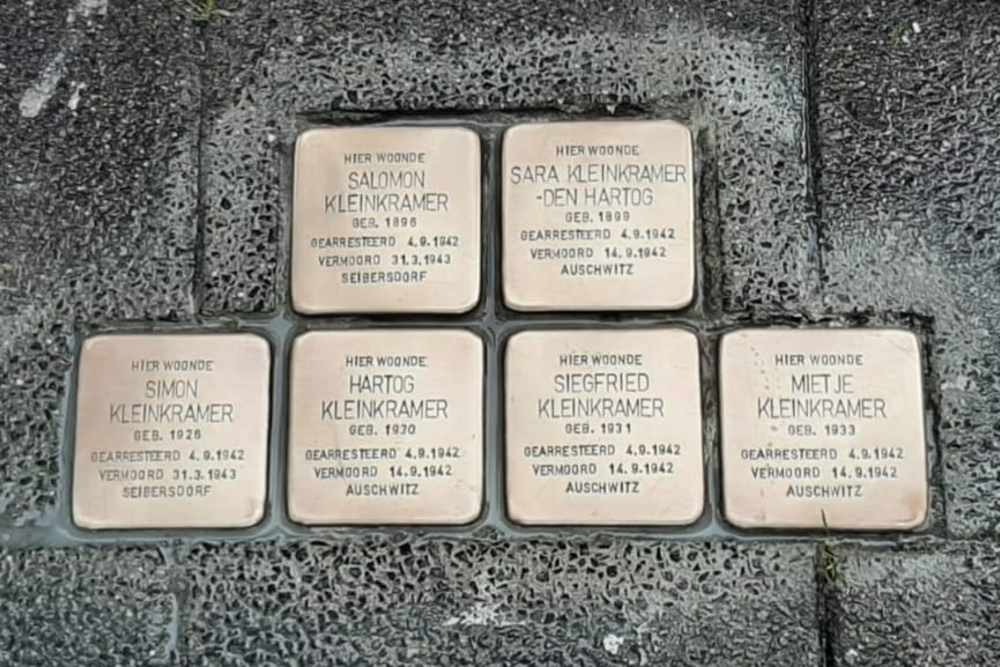 HIER WOONDE
SALOMON
KLEINKRAMER
GEB. 1896
GEARRESTEERD 4.9.1942
VERMOORD 31.3.1943
SEIBERSDORF
HIER WOONDE
SARA KLEINKRAMER
-DEN HARTOG
GEB. 1899
GEARRESTEERD 4.9.1942
VERMOORD 14.9.1942
AUSCHWITZ
HIER WOONDE
SIMON
KLEINKRAMER
GEB. 1926
GEARRESTEERD 4.9.1942
VERMOORD 31.3.1943
SEIBERSDORF
HIER WOONDE
HARTOG
KLEINKRAMER
GEB. 1930
GEARRESTEERD 4.9.1942
VERMOORD 14.9.1942
AUSCHWITZ
HIER WOONDE
SIEGFRIED
KLEINKRAMER
GEB. 1931
GEARRESTEERD 4.9.1942
VERMOORD 14.9.1942
AUSCHWITZ
HIER WOONDE
MIETJE
KLEINKRAMER
GEB. 1933
GEARRESTEERD 4.9.1942
VERMOORD 14.9.1942
AUSCHWITZ